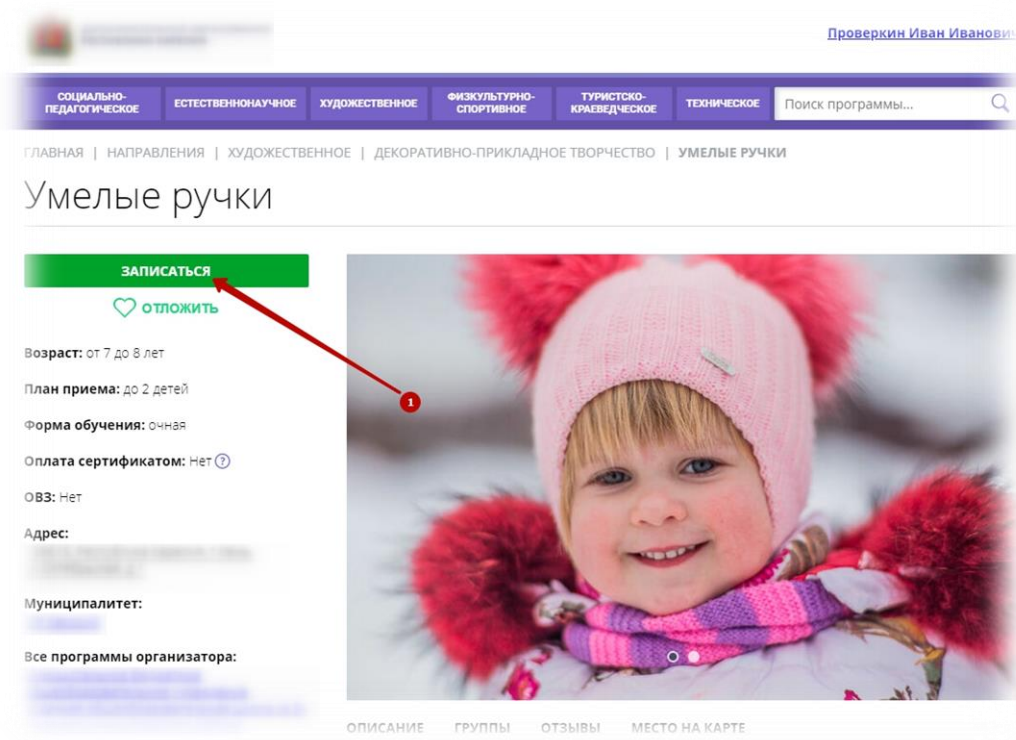 Проверкин Иван Иванович
СОЦИАЛЬНО-
ПЕДАГОГИЧЕСКОЕ
ЕСТЕСТВЕННОНАУЧНОЕ
ХУДОЖЕСТВЕННОЕ
ФИЗКУЛЬТУРНО-
СПОРТИВНОЕ
ТУРИСТСКО-
КРАЕВЕДЧЕСКОЕ
ТЕХНИЧЕСКОЕ
Поиск программы...
ГЛАВНАЯ | НАПРАВЛЕНИЯ | ХУДОЖЕСТВЕННОЕ | ДЕКОРАТИВНО-ПРИКЛАДНОЕ ТВОРЧЕСТВО | УМЕЛЫЕ РУЧКИ
Умелые ручки
ЗАПИСАТЬСЯ
ОТЛОЖИТЬ
Возраст: от 7 до 8 лет
План приема: до 2 детей
1
Форма обучения: очная
Оплата сертификатом: Нет ?
ОВЗ: Нет
Адрес:
Муниципалитет:
Все программы организатора:
ОПИСАНИЕ ГРУППЫ ОТЗЫВЫ МЕСТО НА КАРТЕ